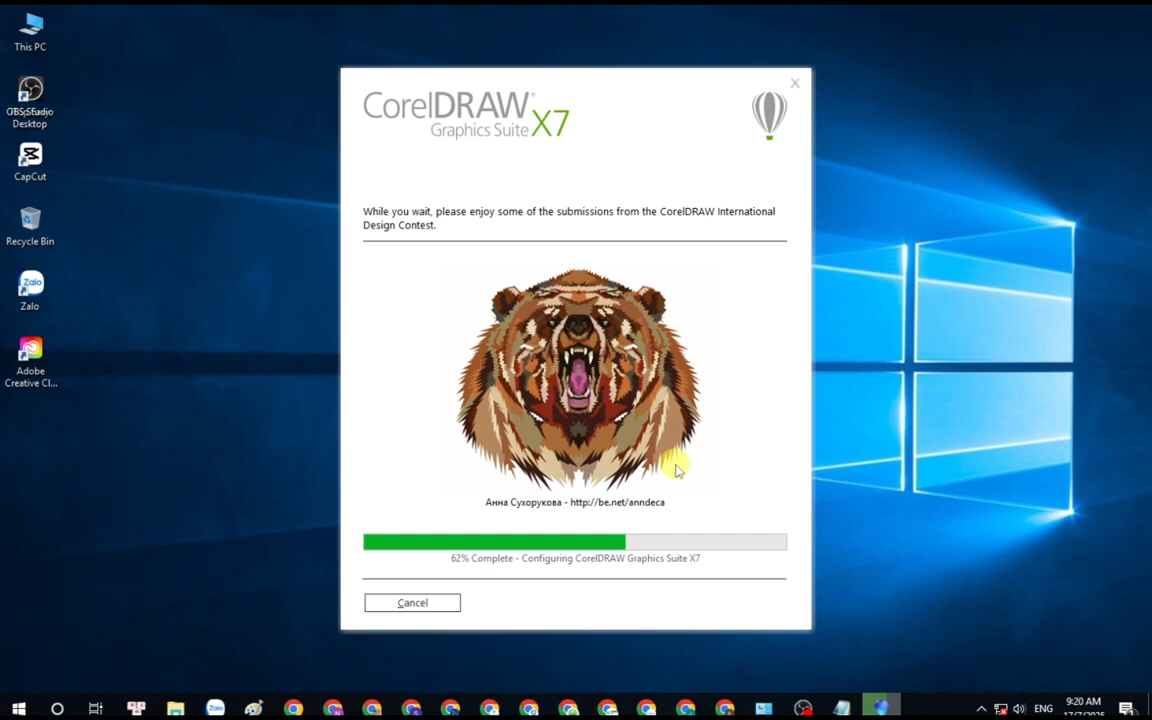 This PC
Desktop
CapCut
Recycle Bin
Zalo
Zalo
Adobe
Creative Cl...
X
CorelDRAW®
Graphics Suite X7
While you wait, please enjoy some of the submissions from the CorelDRAW International
Design Contest.
Анна Сухорукова - http://be.net/anndeca
62% Complete - Configuring CorelDRAW Graphics Suite X7
Cancel
Zalo
ENG
9:20 AM